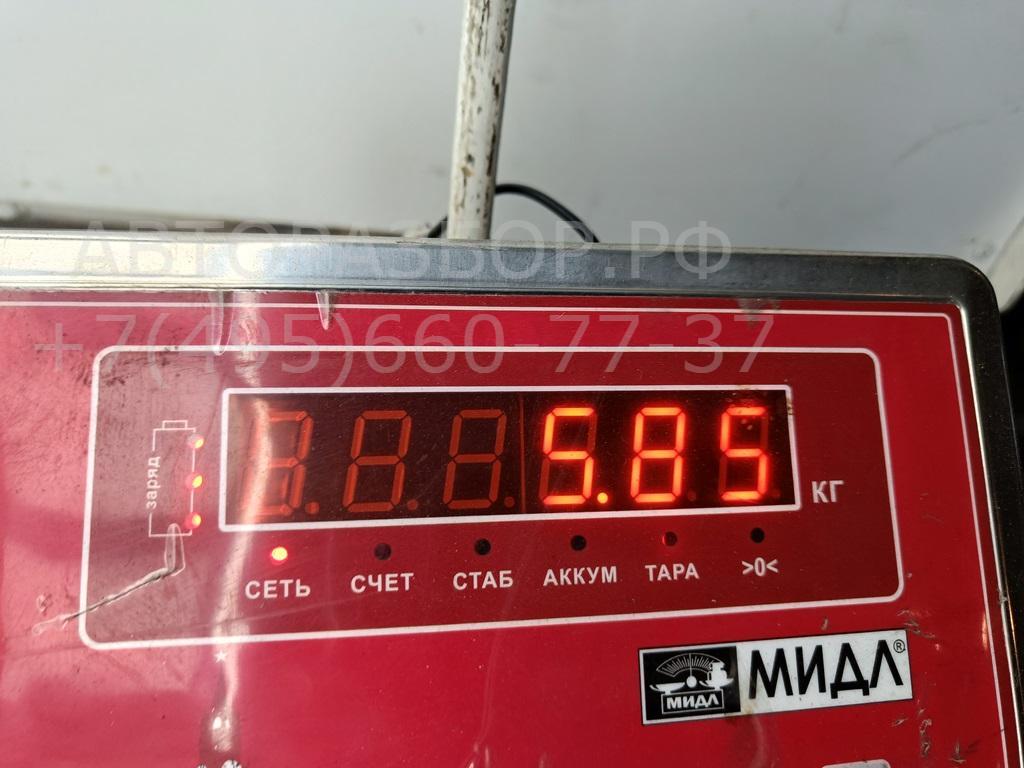 АВТОРАЗБОР.РФ
+7(495)660-77-37
заряд
5.85 КГ
СЕТЬ СЧЕТ СТАБ АККУМ ТАРА >0<
МИДЛ МИДЛ®